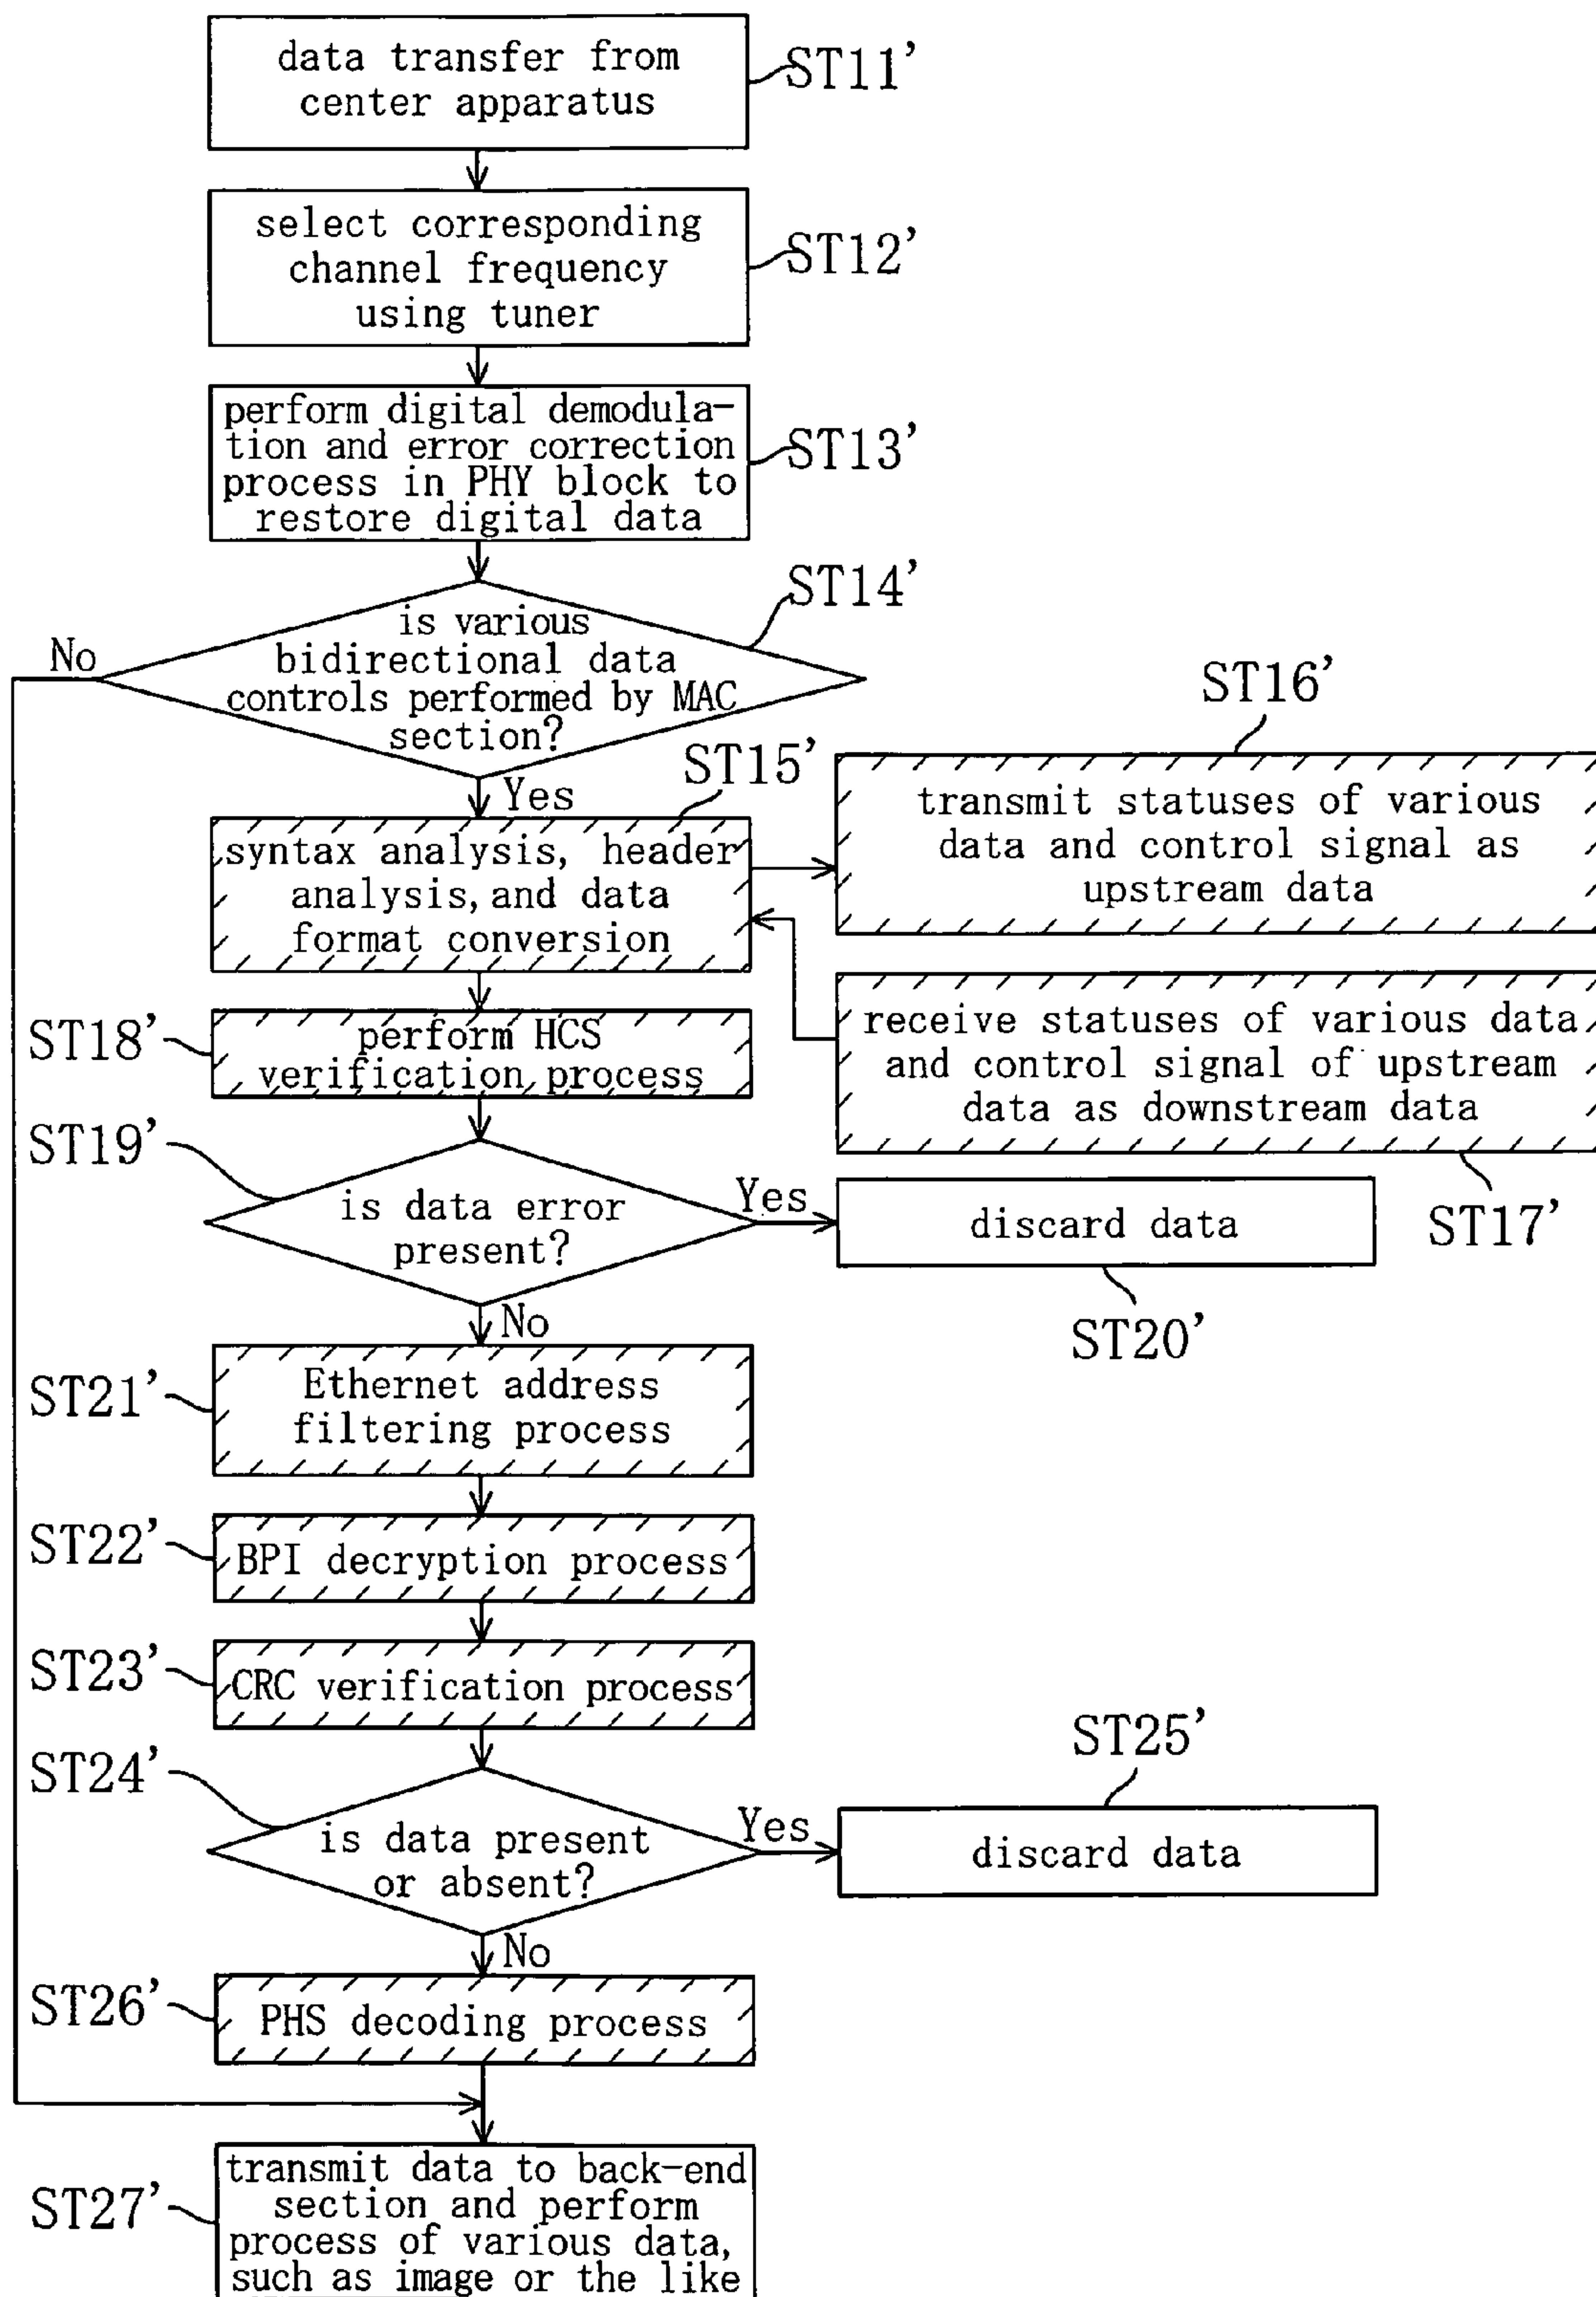 data transfer from
center apparatus
ST11'
select corresponding
channel frequency
using tuner
ST12'
perform digital demodula-
tion and error correction
process in PHY block to
restore digital data
ST13'
ST14'
is various
bidirectional data
controls performed by MAC
section?
No
Yes
ST15'
syntax analysis, header
analysis, and data
format conversion
ST16'
transmit statuses of various
data and control signal as
upstream data
receive statuses of various data
and control signal of upstream
data as downstream data
ST17'
ST18'
perform HCS
verification process
ST19'
is data error
present?
Yes
discard data
ST20'
No
ST21'
Ethernet address
filtering process
ST22'
BPI decryption process
ST23'
CRC verification process
ST24'
is data present
or absent?
Yes
ST25'
discard data
No
ST26'
PHS decoding process
ST27'
transmit data to back-end
section and perform
process of various data,
such as image or the like